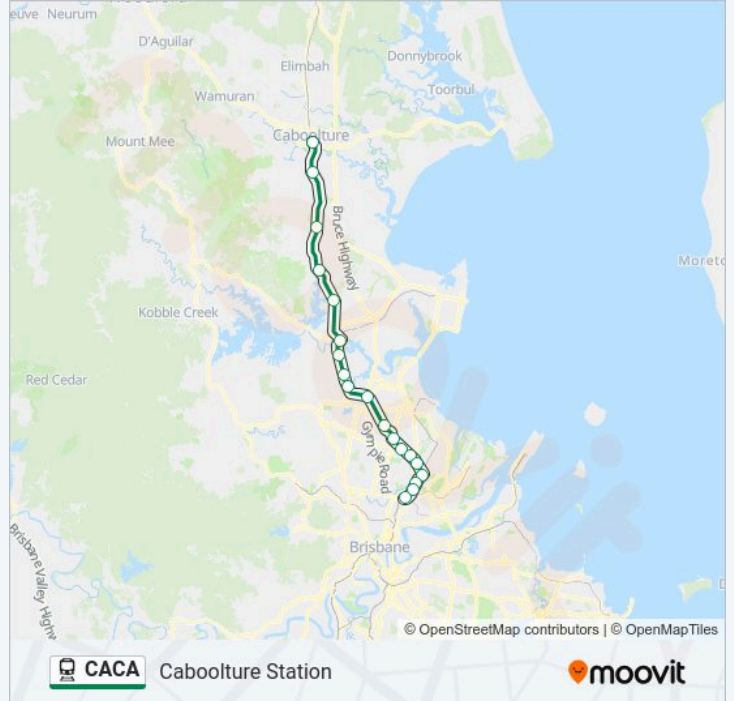 euve Neurum
D'Aguilar
Elimbah
Donnybrook
Wamuran
Toorbul
Caboolture
Mount Mee
Bruce Highway
Moreto
Kobble Creek
Red Cedar
Gympie Road
Brisbane Valley Highw
Brisbane
© OpenStreetMap contributors | © OpenMapTiles
CACA Caboolture Station
moovit